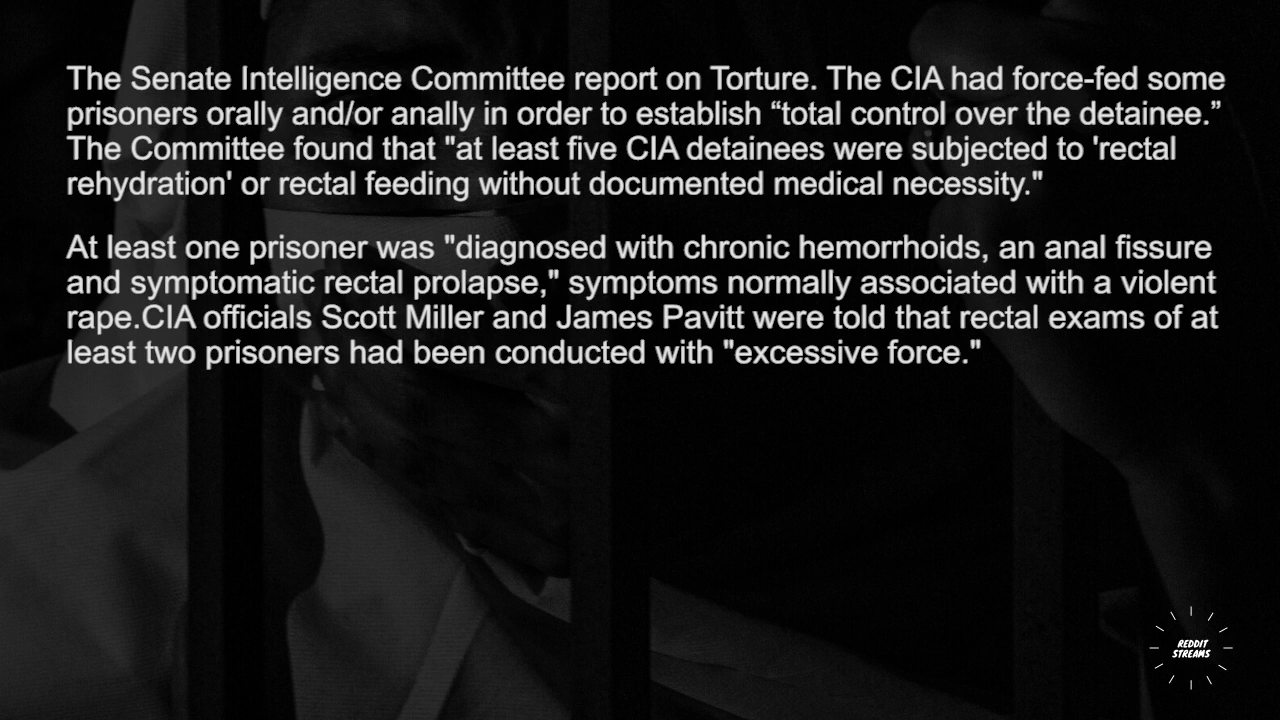 The Senate Intelligence Committee report on Torture. The CIA had force-fed some
prisoners orally and/or anally in order to establish “total control over the detainee.”
The Committee found that "at least five CIA detainees were subjected to 'rectal
rehydration' or rectal feeding without documented medical necessity."
At least one prisoner was "diagnosed with chronic hemorrhoids, an anal fissure
and symptomatic rectal prolapse," symptoms normally associated with a violent
rape.CIA officials Scott Miller and James Pavitt were told that rectal exams of at
least two prisoners had been conducted with "excessive force."
REDDIT
STREAMS